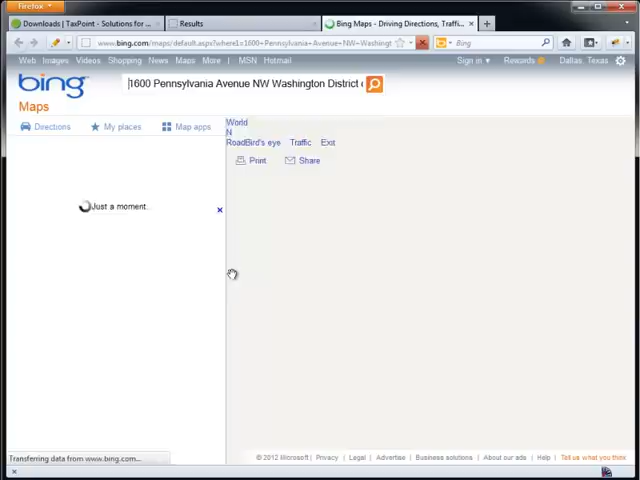 Firefox
Downloads | TaxPoint - Solutions for ...
Results
Bing Maps - Driving Directions, Traffi...
www.bing.com/maps/default.aspx?where1=1600+Pennsylvania+Avenue+NW+Washingt
Bing
Web Images Videos Shopping News Maps More | MSN Hotmail
Sign in Rewards Dallas, Texas
bing
1600 Pennsylvania Avenue NW Washington District
Maps
Directions My places Map apps
World
N
RoadBird's eye Traffic Exit
Print Share
Just a moment.
Transferring data from www.bing.com...
© 2012 Microsoft | Privacy | Legal | Advertise | Business solutions | About our ads | Help | Tell us what you think